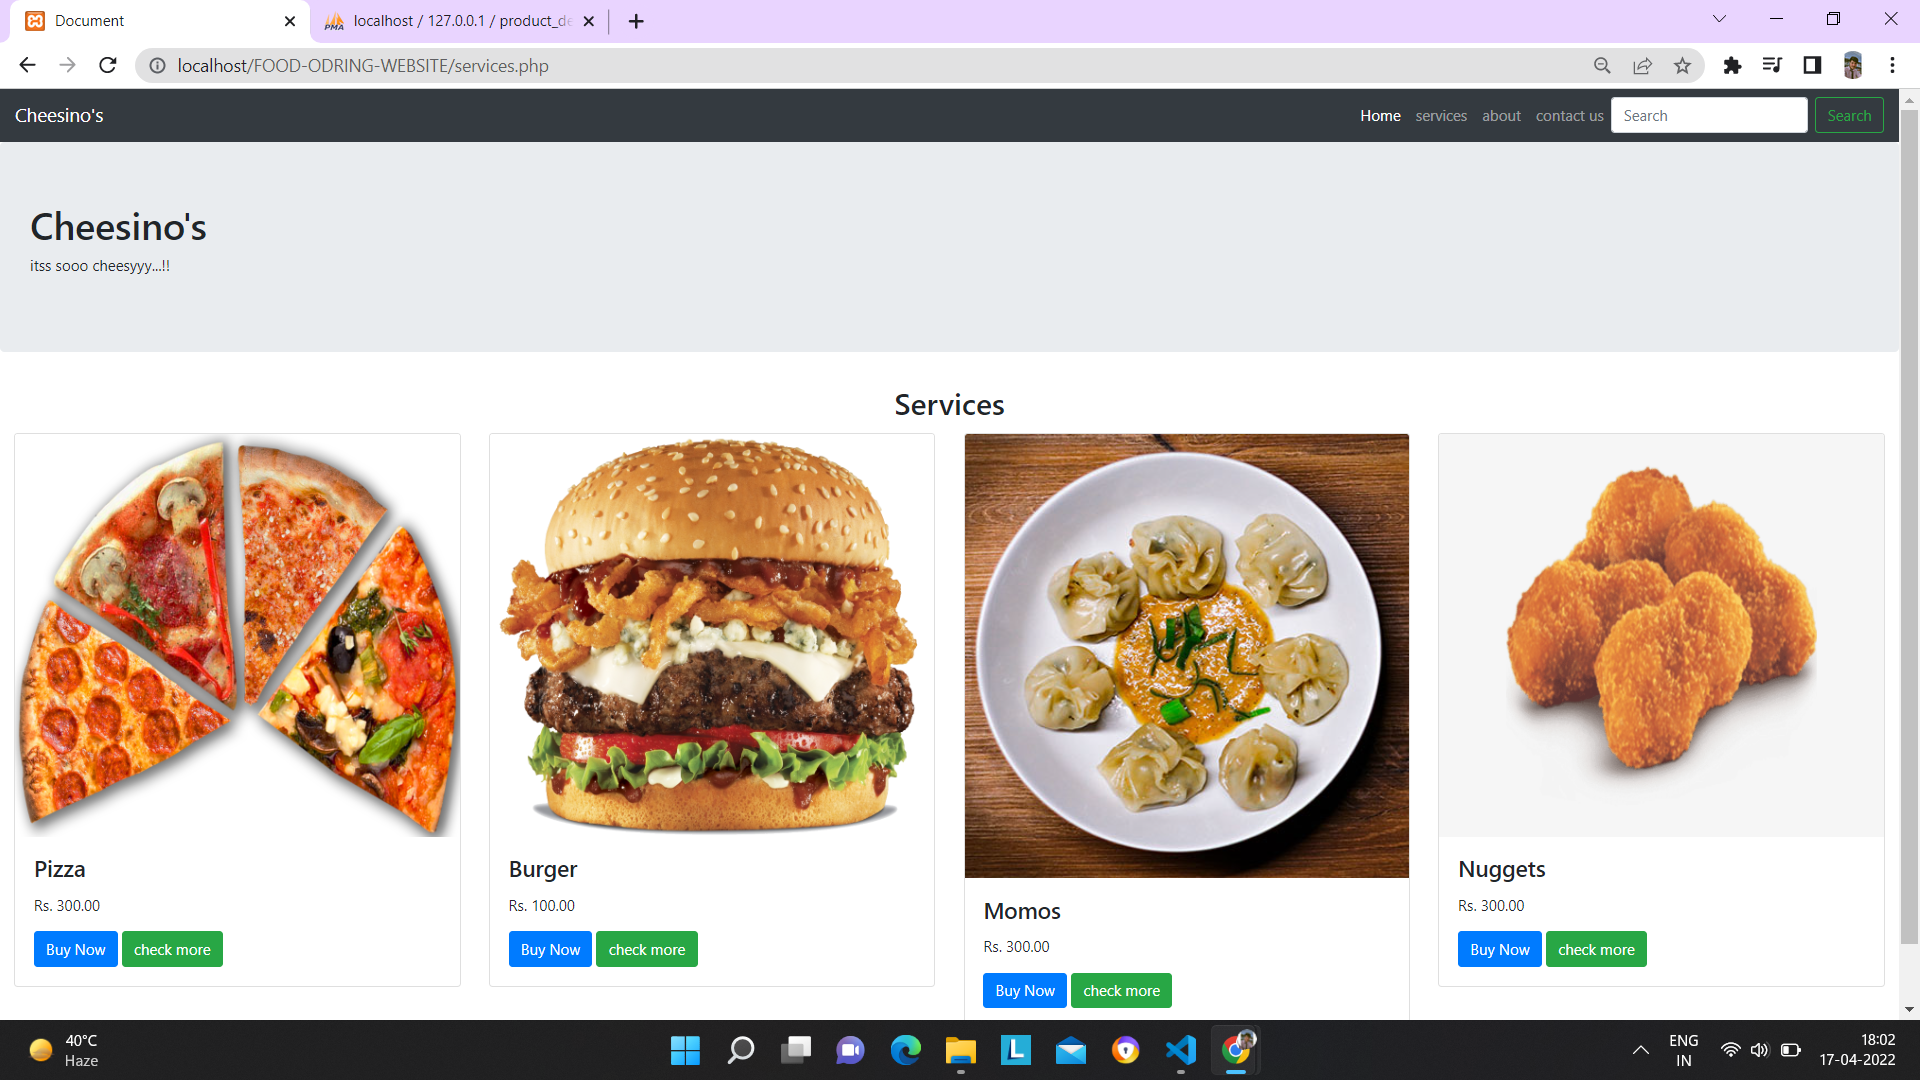 Document
localhost / 127.0.0.1 / product_de
localhost/FOOD-ODRING-WEBSITE/services.php
Cheesino's
Home services about contact us Search Search
Cheesino's
itss sooo cheesyyy...!!
Services
Pizza
Rs. 300.00
Buy Now check more
Burger
Rs. 100.00
Buy Now check more
Momos
Rs. 300.00
Buy Now check more
Nuggets
Rs. 300.00
Buy Now check more
40°C
Haze
L
ENG
IN
18:02
17-04-2022
PMA